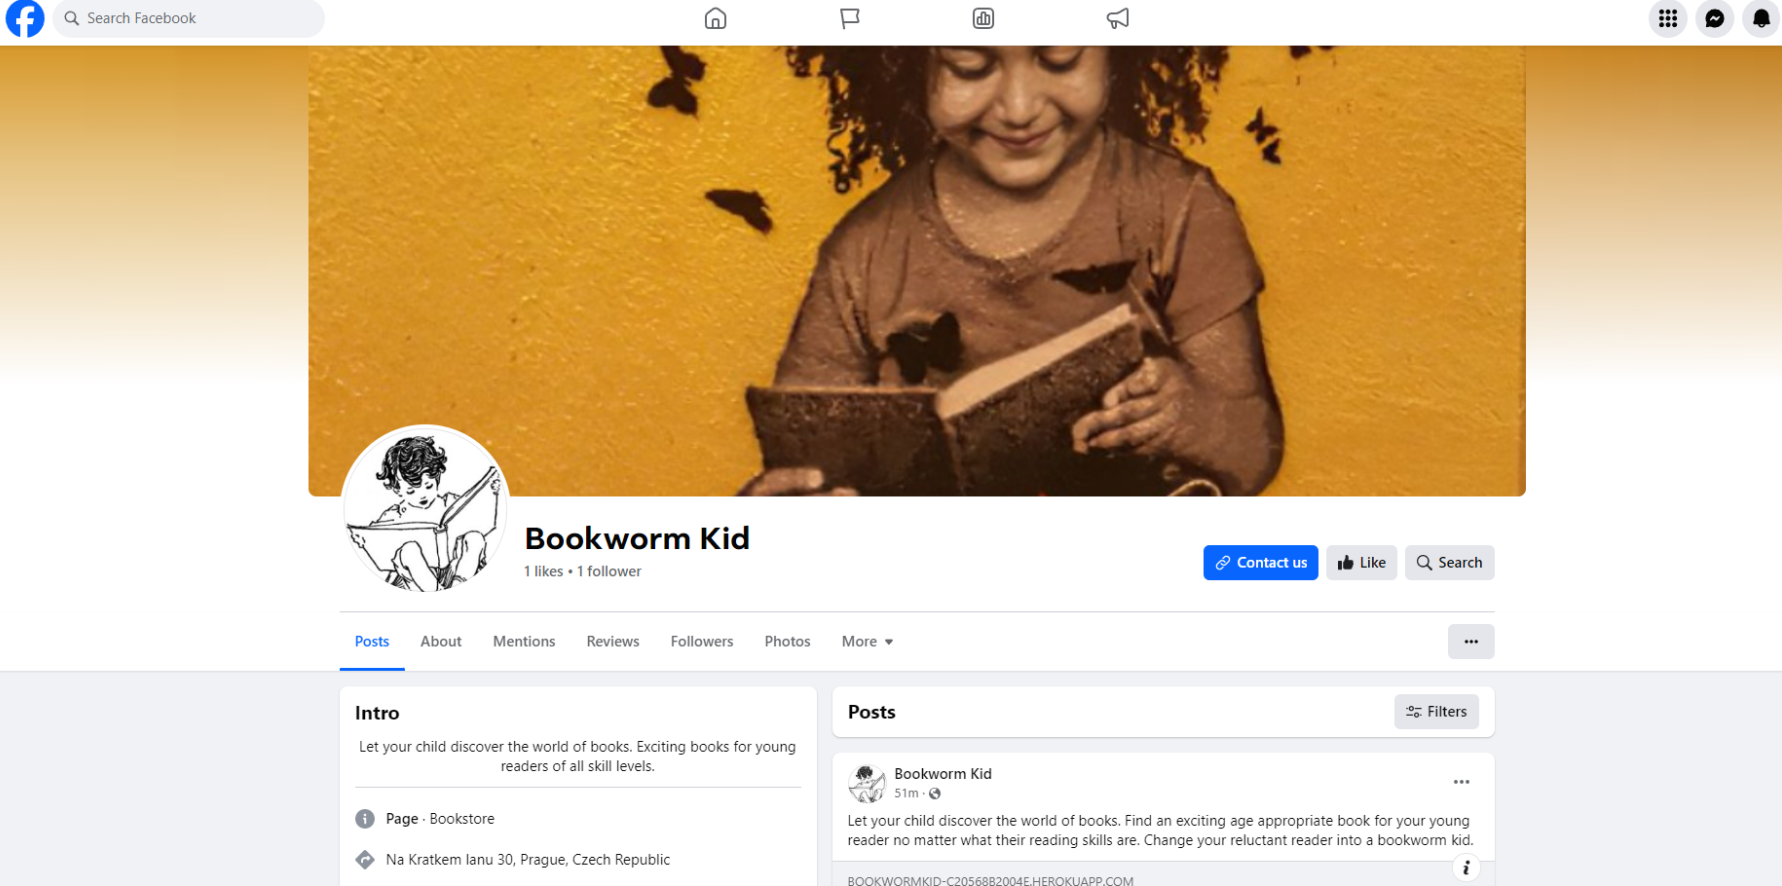 Search Facebook
Bookworm Kid
1 likes • 1 follower
Contact us
Like
Search
Posts
About
Mentions
Reviews
Followers
Photos
More
Intro
Let your child discover the world of books. Exciting books for young
readers of all skill levels.
Page · Bookstore
Na Kratkem lanu 30, Prague, Czech Republic
Posts
Filters
Bookworm Kid
51m ·
Let your child discover the world of books. Find an exciting age appropriate book for your young
reader no matter what their reading skills are. Change your reluctant reader into a bookworm kid.
BOOKWORMKID-C20568B2004E.HEROKUAPP.COM